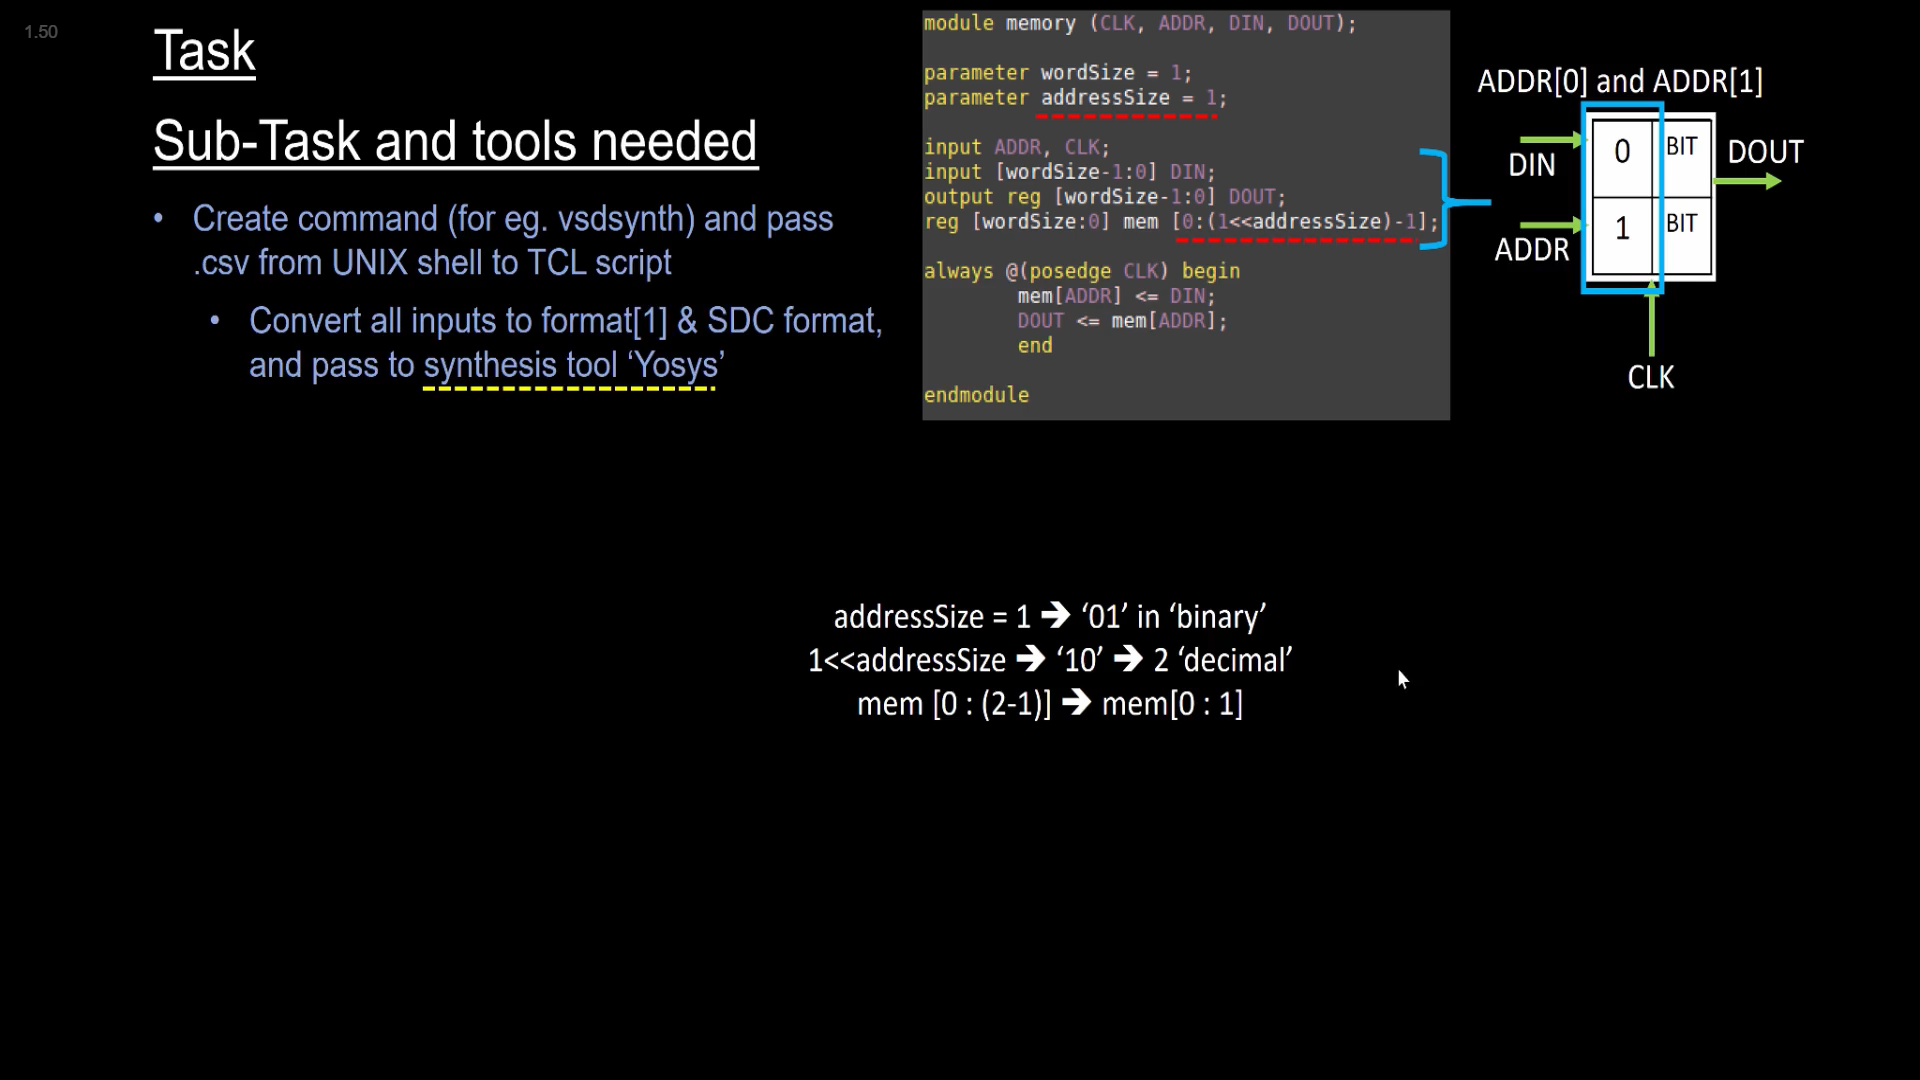 1.50
Task
Sub-Task and tools needed
• Create command (for eg. vsdsynth) and pass
.csv from UNIX shell to TCL script
• Convert all inputs to format[1] & SDC format,
and pass to synthesis tool ‘Yosys’
module memory (CLK, ADDR, DIN, DOUT);
parameter wordSize = 1;
parameter addressSize = 1;
input ADDR, CLK;
input [wordSize-1:0] DIN;
output reg [wordSize-1:0] DOUT;
reg [wordSize:0] mem [0:(1<<addressSize)-1];
always @(posedge CLK) begin
mem[ADDR] <= DIN;
DOUT <= mem[ADDR];
end
endmodule
ADDR[0] and ADDR[1]
DIN
0
BIT
DOUT
ADDR
1
BIT
CLK
addressSize = 1 ➔ ‘01’ in ‘binary’
1<<addressSize ➔ ‘10’ ➔ 2 ‘decimal’
mem [0 : (2-1)] ➔ mem[0 : 1]